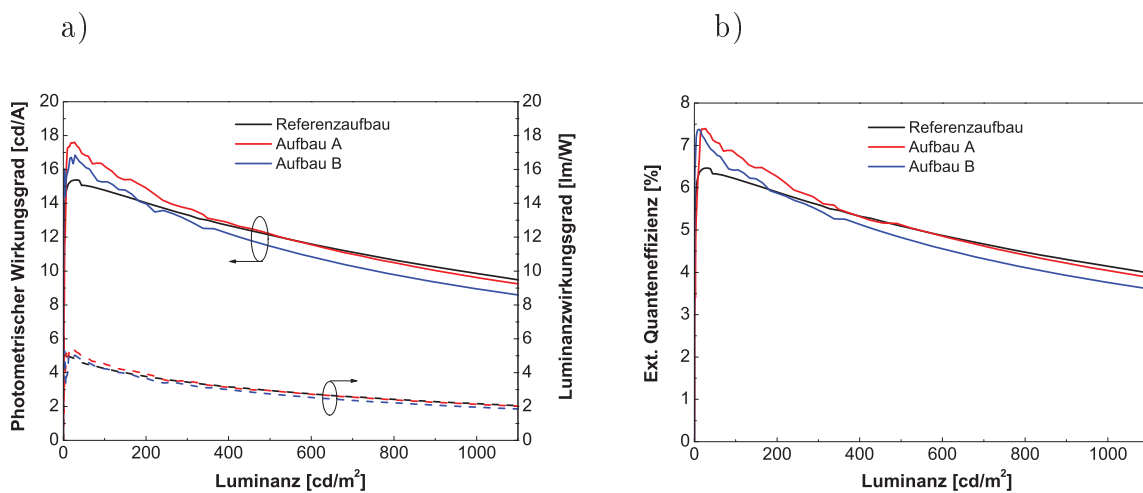 a)
b)
Photometrischer Wirkungsgrad [cd/A]
20
18
16
14
12
10
8
6
4
2
0
Referenzaufbau
Aufbau A
Aufbau B
20
18
16
14
12
10
8
6
4
2
0
Luminanzwirkungsgrad [lm/W]
0 200 400 600 800 1000
Luminanz [cd/m²]
Ext. Quanteneffizienz [%]
8
7
6
5
4
3
2
1
0
Referenzaufbau
Aufbau A
Aufbau B
0 200 400 600 800 1000
Luminanz [cd/m²]